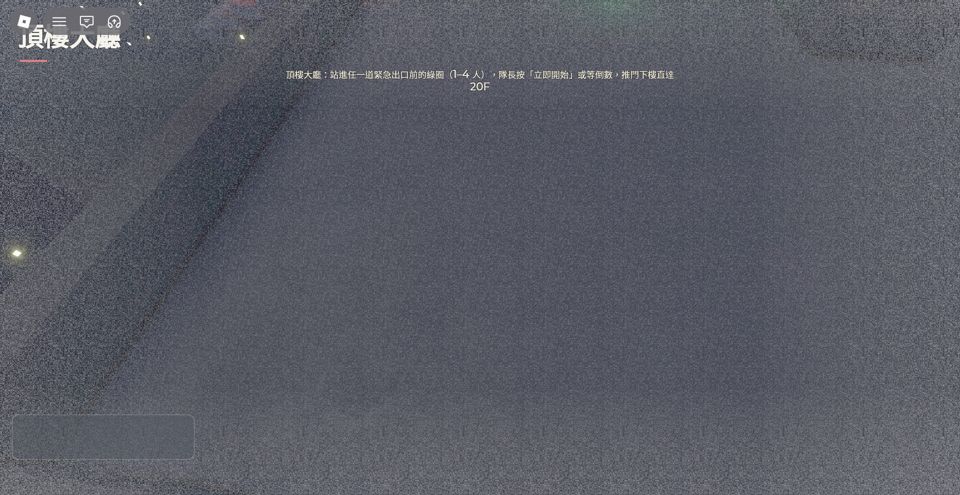 頂樓大廳
頂樓大廳：站進任一道緊急出口前的綠圈（1–4 人），隊長按「立即開始」或等倒數，推門下樓直達
20F